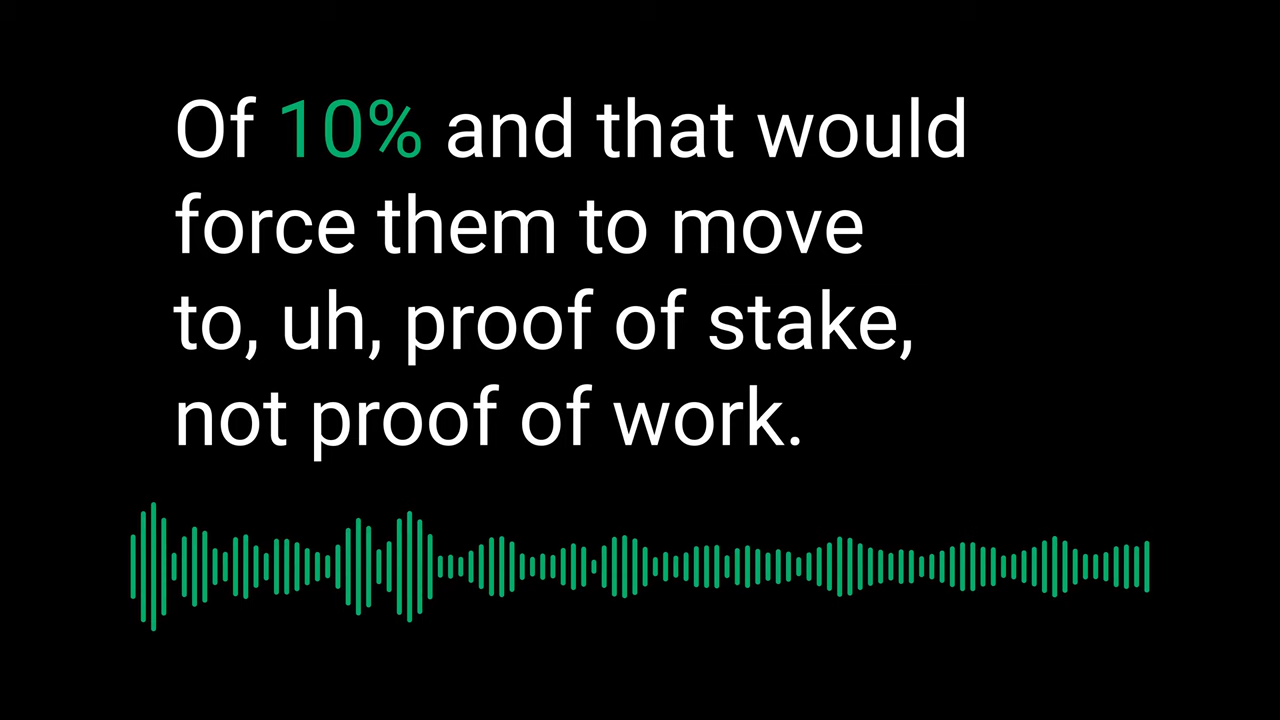 Of 10% and that would
force them to move
to, uh, proof of stake,
not proof of work.